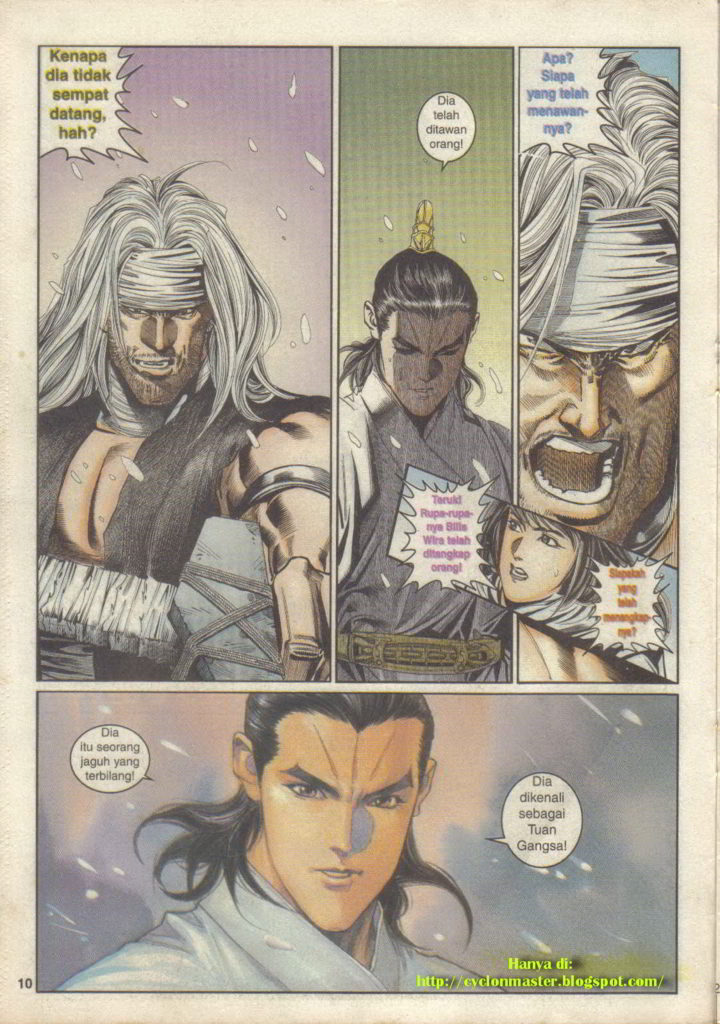 Kenapa
dia tidak
sempat
datang,
hah?
Dia
telah
ditawan
orang!
Apa?
Siapa
yang telah
menawan-
nya?
Teruk!
Rupa-rupa-
nya Bilis
Wira telah
ditangkap
orang!
Siapakah
yang
telah
menangkap-
nya?
Dia
itu seorang
jaguh yang
terbilang!
Dia
dikenali
sebagai
Tuan
Gangsa!
10
Hanya di:
http://cyclonmaster.blogspot.com/